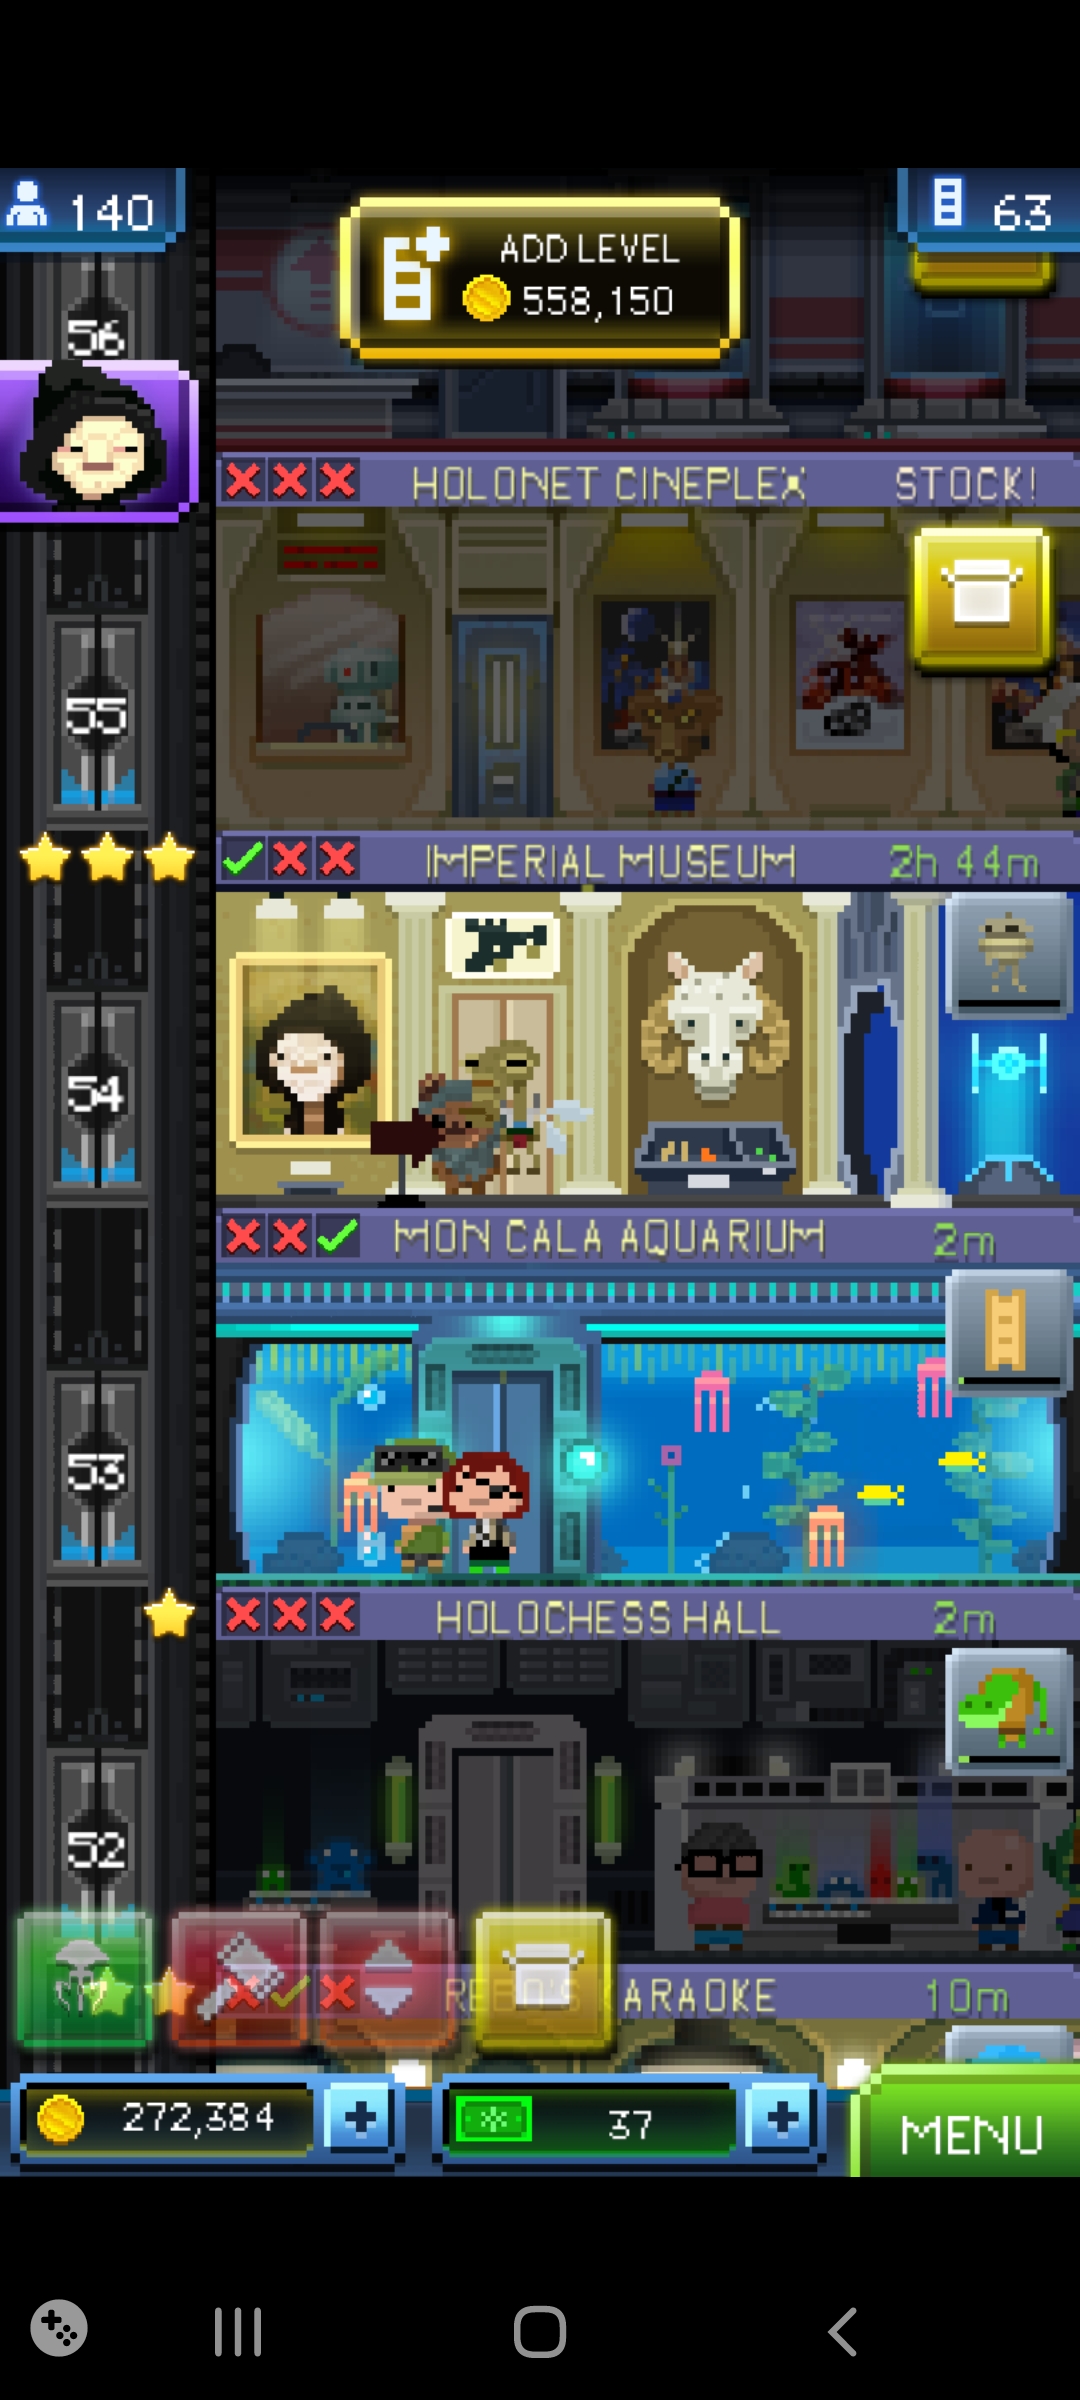 140
63
ADD LEVEL
558,150
56
HOLONET CINEPLEX STOCK!
55
IMPERIAL MUSEUM 2h 44m
54
MON CALA AQUARIUM 2m
53
HOLOCHESS HALL 2m
52
ARAOKE 10m
272,384
37
MENU